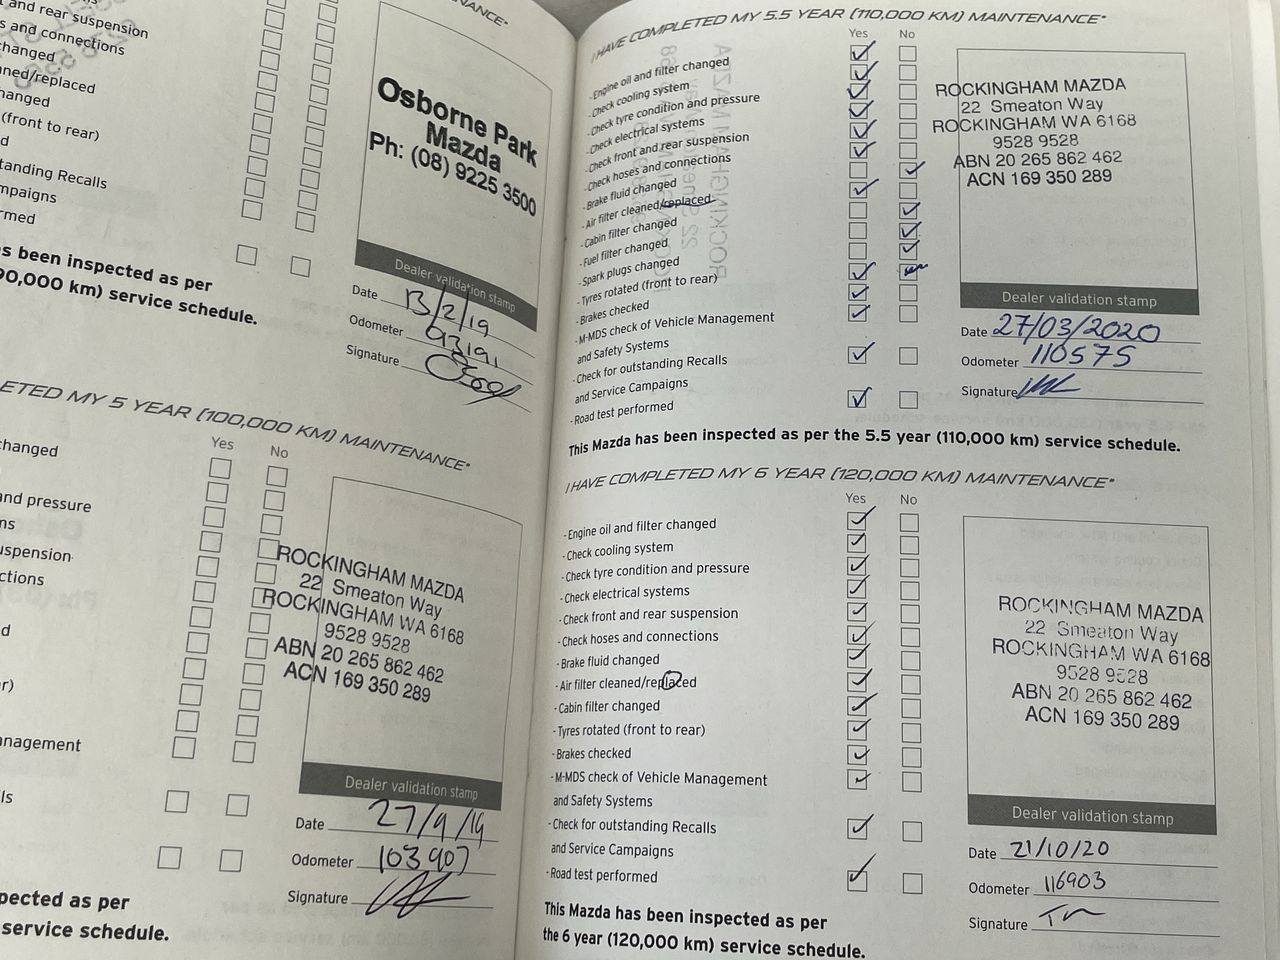 NANCE*
and rear suspension
s and connections
hanged
ned/replaced
hanged
(front to rear)
d
tanding Recalls
mpaigns
rmed
Osborne Park
Mazda
Ph: (08) 9225 3500
Dealer validation stamp
s been inspected as per
00,000 km) service schedule.
Date 13/2/19
Odometer 93191
Signature
ETED MY 5 YEAR (100,000 KM) MAINTENANCE*
Yes No
hanged
and pressure
ns
uspension
ctions
d
r)
anagement
lls
ROCKINGHAM MAZDA
22 Smeaton Way
ROCKINGHAM WA 6168
9528 9528
ABN 20 265 862 462
ACN 169 350 289
Dealer validation stamp
Date 27/9/19
Odometer 103907
Signature
pected as per
service schedule.
I HAVE COMPLETED MY 5.5 YEAR (110,000 KM) MAINTENANCE*
Yes No
- Engine oil and filter changed
- Check cooling system
- Check tyre condition and pressure
- Check electrical systems
- Check front and rear suspension
- Check hoses and connections
- Brake fluid changed
- Air filter cleaned/replaced
- Cabin filter changed
- Fuel filter changed
- Spark plugs changed
- Tyres rotated (front to rear)
- Brakes checked
- M-MDS check of Vehicle Management
and Safety Systems
- Check for outstanding Recalls
and Service Campaigns
- Road test performed
ROCKINGHAM MAZDA
22 Smeaton Way
ROCKINGHAM WA 6168
9528 9528
ABN 20 265 862 462
ACN 169 350 289
Dealer validation stamp
Date 27/03/2020
Odometer 110575
Signature
This Mazda has been inspected as per the 5.5 year (110,000 km) service schedule.
I HAVE COMPLETED MY 6 YEAR (120,000 KM) MAINTENANCE*
Yes No
- Engine oil and filter changed
- Check cooling system
- Check tyre condition and pressure
- Check electrical systems
- Check front and rear suspension
- Check hoses and connections
- Brake fluid changed
- Air filter cleaned/replaced
- Cabin filter changed
- Tyres rotated (front to rear)
- Brakes checked
- M-MDS check of Vehicle Management
and Safety Systems
- Check for outstanding Recalls
and Service Campaigns
- Road test performed
ROCKINGHAM MAZDA
22 Smeaton Way
ROCKINGHAM WA 6168
9528 9528
ABN 20 265 862 462
ACN 169 350 289
Dealer validation stamp
Date 21/10/20
Odometer 116903
Signature
This Mazda has been inspected as per
the 6 year (120,000 km) service schedule.